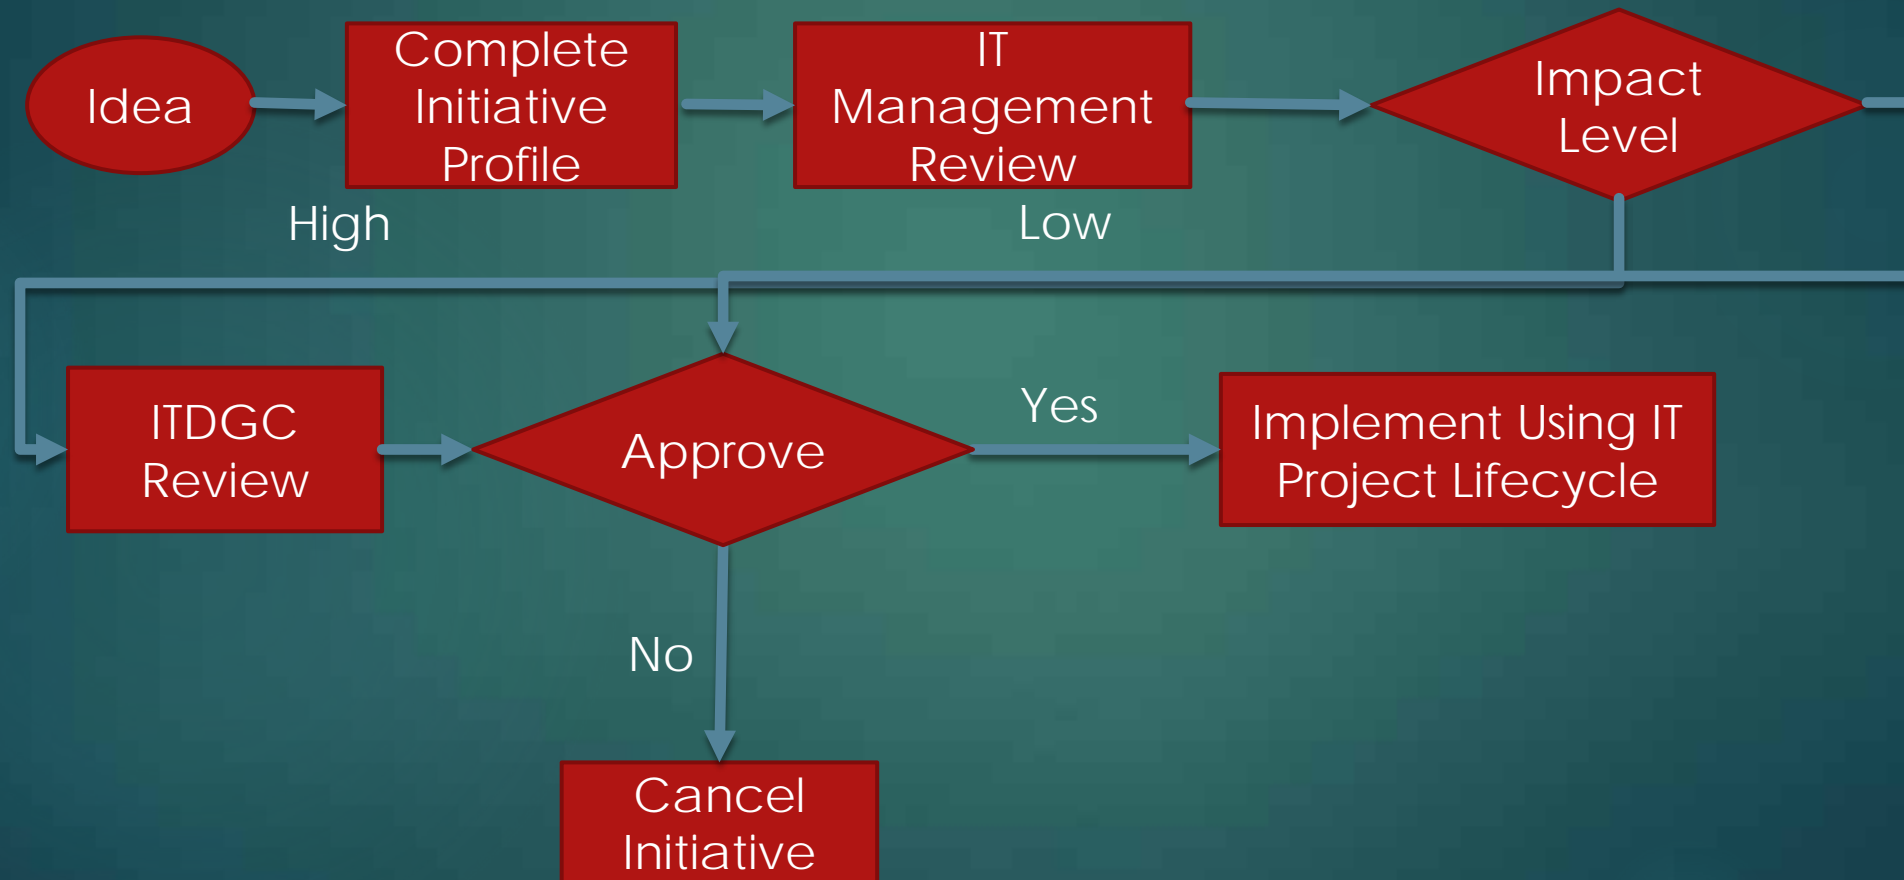 Idea
Complete
Initiative
Profile
IT
Management
Review
Impact
Level
High
Low
ITDGC
Review
Approve
Yes
Implement Using IT
Project Lifecycle
No
Cancel
Initiative